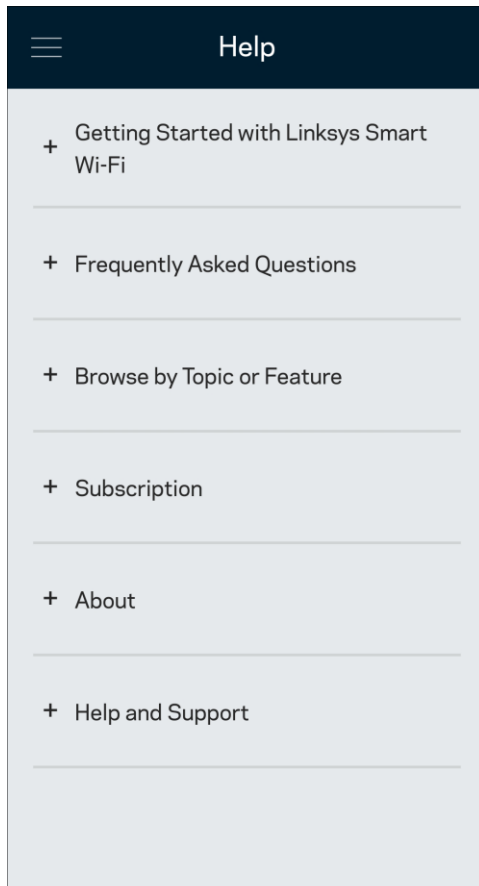 Help
+ Getting Started with Linksys Smart
Wi-Fi
+ Frequently Asked Questions
+ Browse by Topic or Feature
+ Subscription
+ About
+ Help and Support